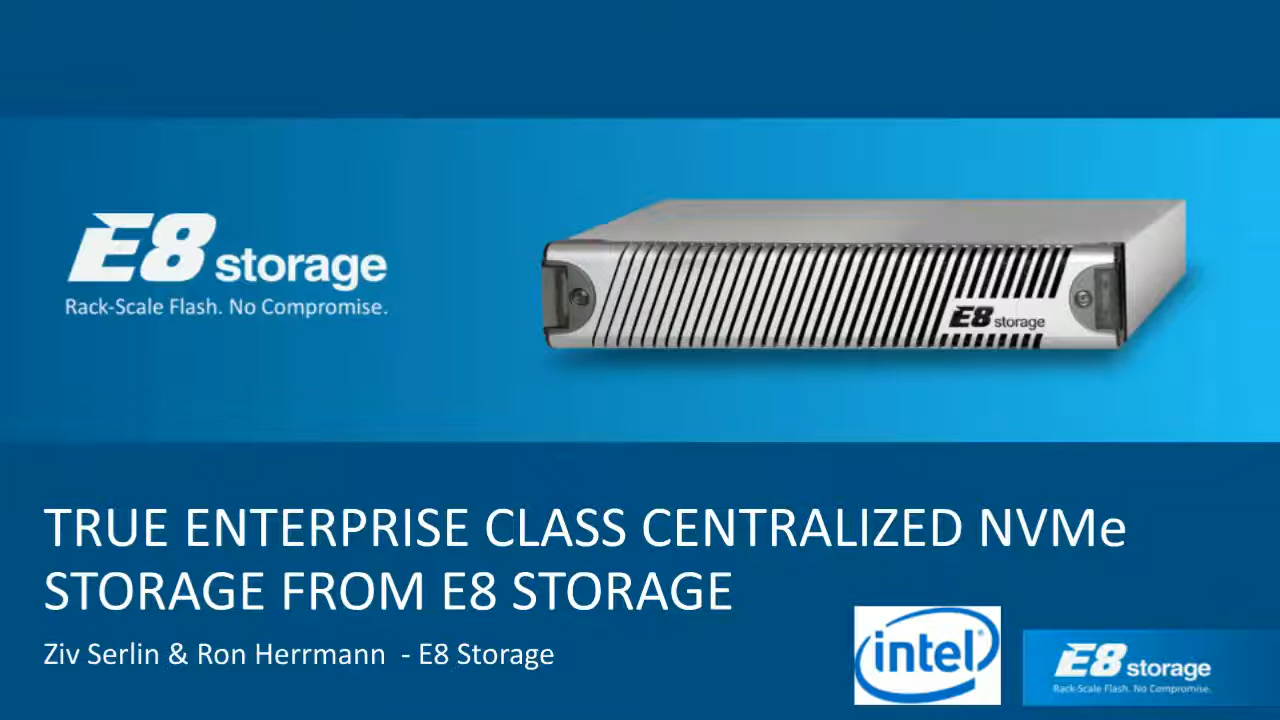 E8 storage
Rack-Scale Flash. No Compromise.
E8 storage
TRUE ENTERPRISE CLASS CENTRALIZED NVMe
STORAGE FROM E8 STORAGE
Ziv Serlin & Ron Herrmann - E8 Storage
intel®
E8 storage
Rack-Scale Flash. No Compromise.